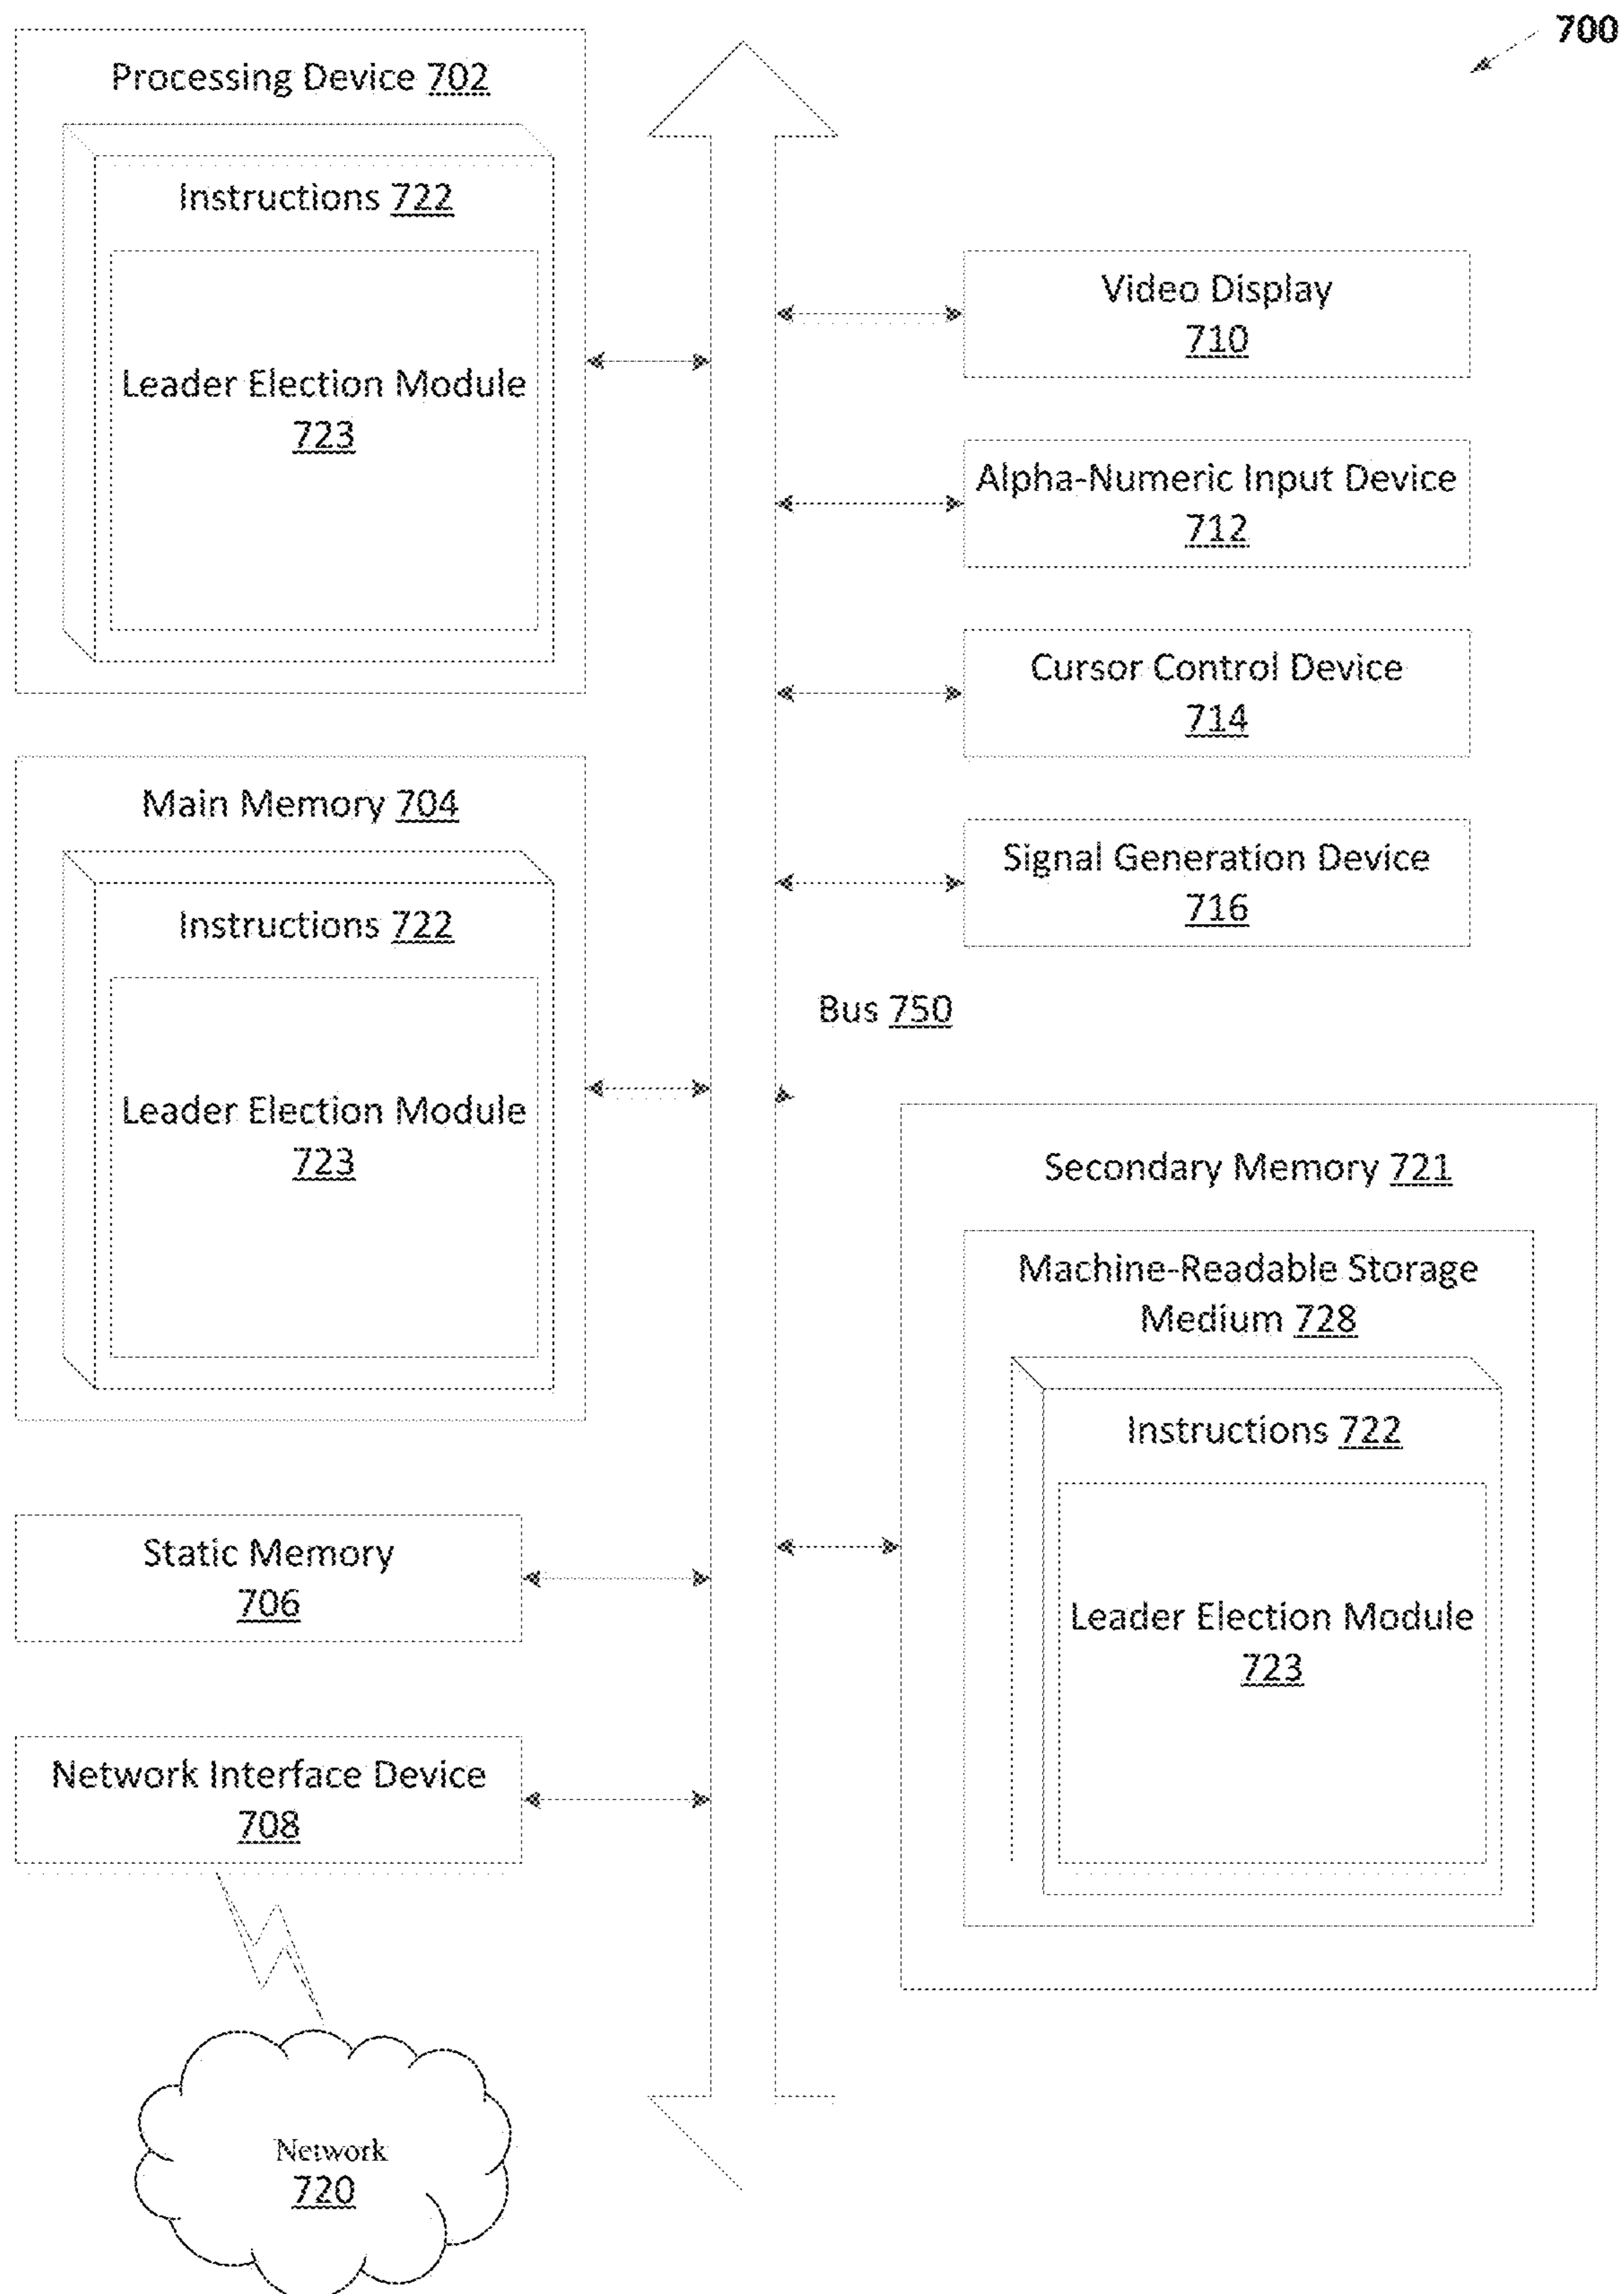 700
Processing Device 702
Instructions 722
Leader Election Module
723
Main Memory 704
Instructions 722
Leader Election Module
723
Static Memory
706
Network Interface Device
708
Network
720
Video Display
710
Alpha-Numeric Input Device
712
Cursor Control Device
714
Signal Generation Device
716
Bus 750
Secondary Memory 721
Machine-Readable Storage
Medium 728
Instructions 722
Leader Election Module
723